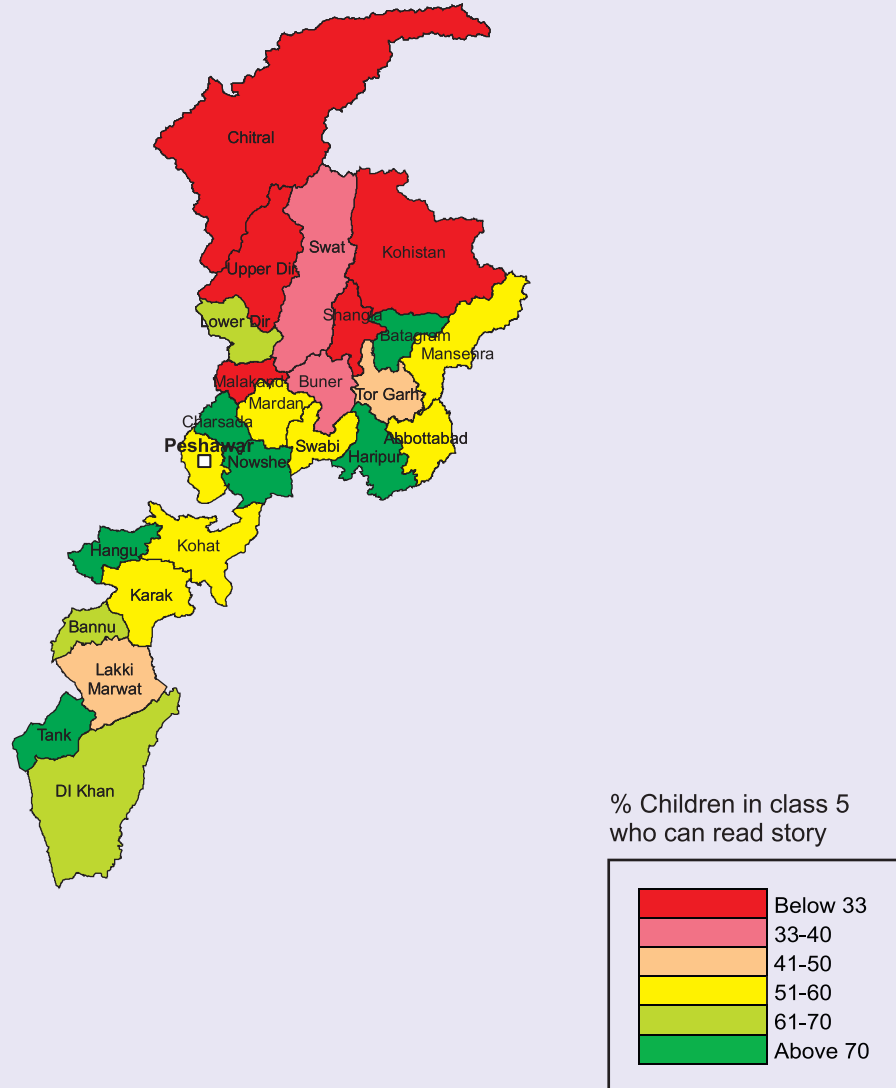 Chitral
Swat
Kohistan
Upper Dir
Shangla
Lower Dir
Batagram
Mansehra
Malakand
Buner
Tor Garh
Mardan
Charsada
Abbottabad
Peshawar
Swabi
Haripur
Nowshe
Kohat
Hangu
Karak
Bannu
Lakki
Marwat
Tank
DI Khan
% Children in class 5
who can read story
Below 33
33-40
41-50
51-60
61-70
Above 70